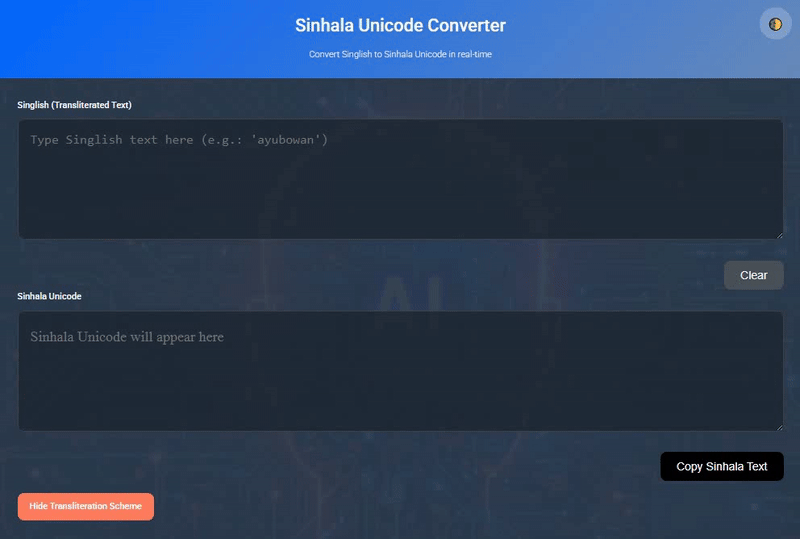 Sinhala Unicode Converter
Convert Singlish to Sinhala Unicode in real-time
Singlish (Transliterated Text)
Type Singlish text here (e.g.: 'ayubowan')
Clear
Sinhala Unicode
Sinhala Unicode will appear here
AI
Copy Sinhala Text
Hide Transliteration Scheme